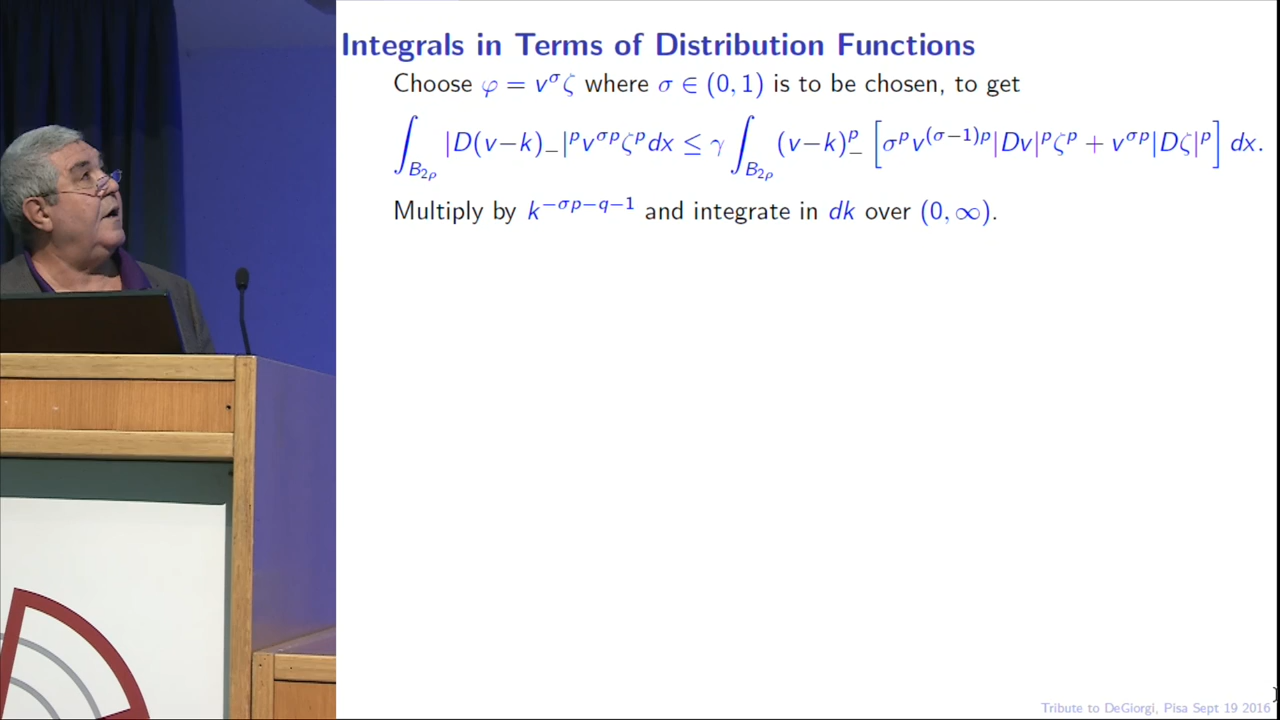 Integrals in Terms of Distribution Functions
Choose φ = v^σ ζ where σ ∈ (0, 1) is to be chosen, to get
∫_{B_{2ρ}} |D(v−k)_−|^p v^{σp} ζ^p dx ≤ γ ∫_{B_{2ρ}} (v−k)_−^p [σ^p v^{(σ−1)p} |Dv|^p ζ^p + v^{σp} |Dζ|^p] dx.
Multiply by k^{−σp−q−1} and integrate in dk over (0, ∞).
Tribute to DeGiorgi, Pisa Sept 19 2016